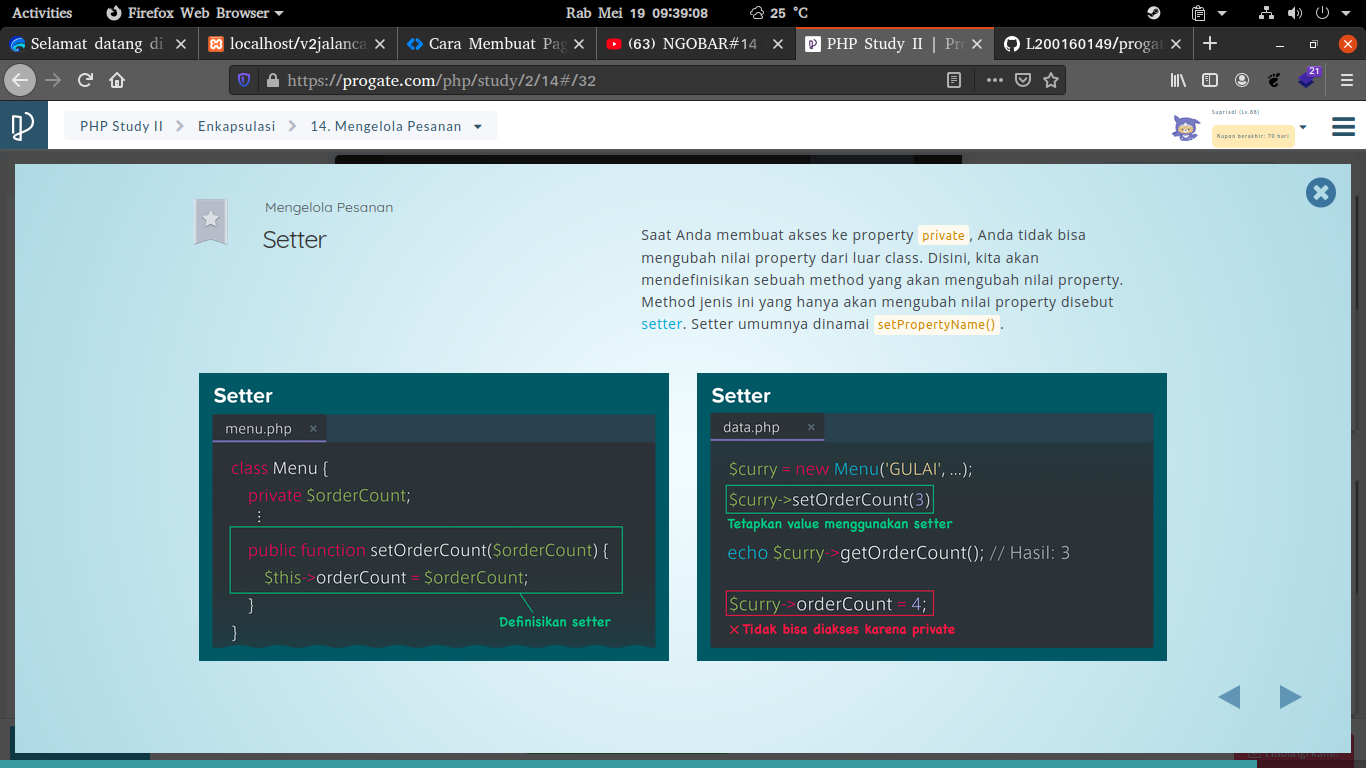 Activities
Firefox Web Browser
Rab Mei 19 09:39:08
25 °C
Selamat datang di
localhost/v2jalanca
Cara Membuat Pag
(63) NGOBAR#14
PHP Study II | Pro
L200160149/progat
https://progate.com/php/study/2/14#/32
21
PHP Study II
Enkapsulasi
14. Mengelola Pesanan
Supriadi (Lv.88)
Kupon berakhir: 70 hari
Mengelola Pesanan
Setter
Saat Anda membuat akses ke property private, Anda tidak bisa
mengubah nilai property dari luar class. Disini, kita akan
mendefinisikan sebuah method yang akan mengubah nilai property.
Method jenis ini yang hanya akan mengubah nilai property disebut
setter. Setter umumnya dinamai setPropertyName().
Setter
menu.php ×
class Menu {
private $orderCount;
⋮
public function setOrderCount($orderCount) {
$this->orderCount = $orderCount;
}
Definisikan setter
}
Setter
data.php ×
$curry = new Menu('GULAI', ...);
$curry->setOrderCount(3)
Tetapkan value menggunakan setter
echo $curry->getOrderCount(); // Hasil: 3
$curry->orderCount = 4;
× Tidak bisa diakses karena private